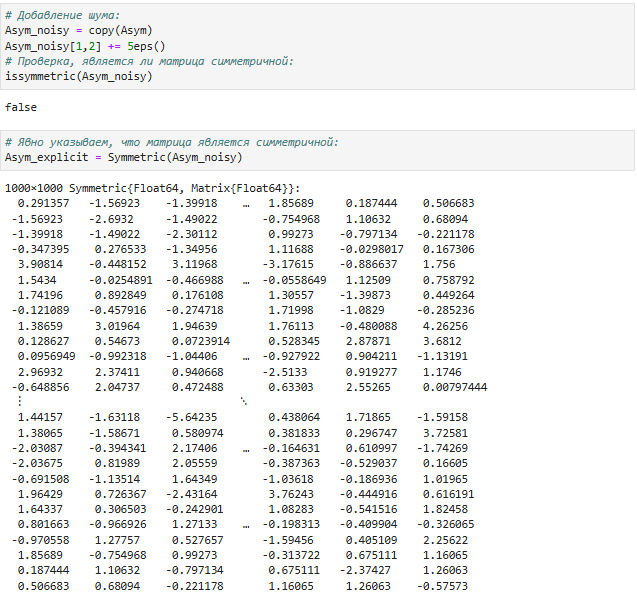 # Добавление шума:
Asym_noisy = copy(Asym)
Asym_noisy[1,2] += 5eps()
# Проверка, является ли матрица симметричной:
issymmetric(Asym_noisy)
false
# Явно указываем, что матрица является симметричной:
Asym_explicit = Symmetric(Asym_noisy)
1000×1000 Symmetric{Float64, Matrix{Float64}}:
0.291357 -1.56923 -1.39918 … 1.85689 0.187444 0.506683
-1.56923 -2.6932 -1.49022 -0.754968 1.10632 0.68094
-1.39918 -1.49022 -2.30112 0.99273 -0.797134 -0.221178
-0.347395 0.276533 -1.34956 1.11688 -0.0298017 0.167306
3.90814 -0.448152 3.11968 -3.17615 -0.886637 1.756
1.5434 -0.0254891 -0.466988 … -0.0558649 1.12509 0.758792
1.74196 0.892849 0.176108 1.30557 -1.39873 0.449264
-0.121089 -0.457916 -0.274718 1.71998 -1.0829 -0.285236
1.38659 3.01964 1.94639 1.76113 -0.480088 4.26256
0.128627 0.54673 0.0723914 0.528345 2.87871 3.6812
0.0956949 -0.992318 -1.04406 … -0.927922 0.904211 -1.13191
2.96932 2.37411 0.940668 -2.5133 0.919277 1.1746
-0.648856 2.04737 0.472488 0.63303 2.55265 0.00797444
⋮ ⋱
1.44157 -1.63118 -5.64235 0.438064 1.71865 -1.59158
1.38065 -1.58671 0.580974 0.381833 0.296747 3.72581
-2.03087 -0.394341 2.17406 … -0.164631 0.610997 -1.74269
-2.03675 0.81989 2.05559 -0.387363 -0.529037 0.16605
-0.691508 -1.13514 1.64349 -1.03618 -0.186936 1.01965
1.96429 0.726367 -2.43164 3.76243 -0.444916 0.616191
1.64337 0.306503 -0.242901 1.08283 -0.541516 1.82458
0.801663 -0.966926 1.27133 … -0.198313 -0.409904 -0.326065
-0.970558 1.27757 0.527657 -1.59456 0.405109 2.25622
1.85689 -0.754968 0.99273 -0.313722 0.675111 1.16065
0.187444 1.10632 -0.797134 0.675111 -2.37427 1.26063
0.506683 0.68094 -0.221178 1.16065 1.26063 -0.57573